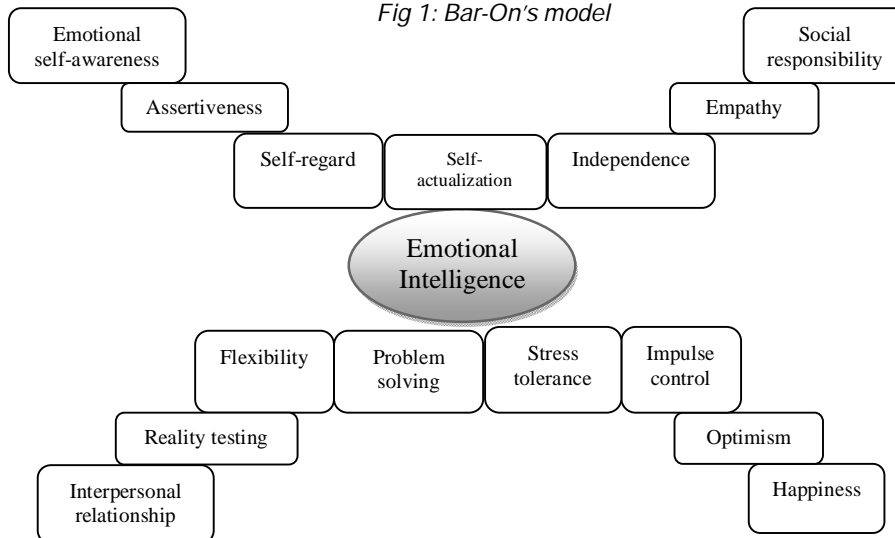 Fig 1: Bar-On's model
Emotional
self-awareness
Social
responsibility
Assertiveness
Empathy
Self-regard
Self-
actualization
Independence
Emotional
Intelligence
Flexibility
Problem
solving
Stress
tolerance
Impulse
control
Reality testing
Optimism
Interpersonal
relationship
Happiness